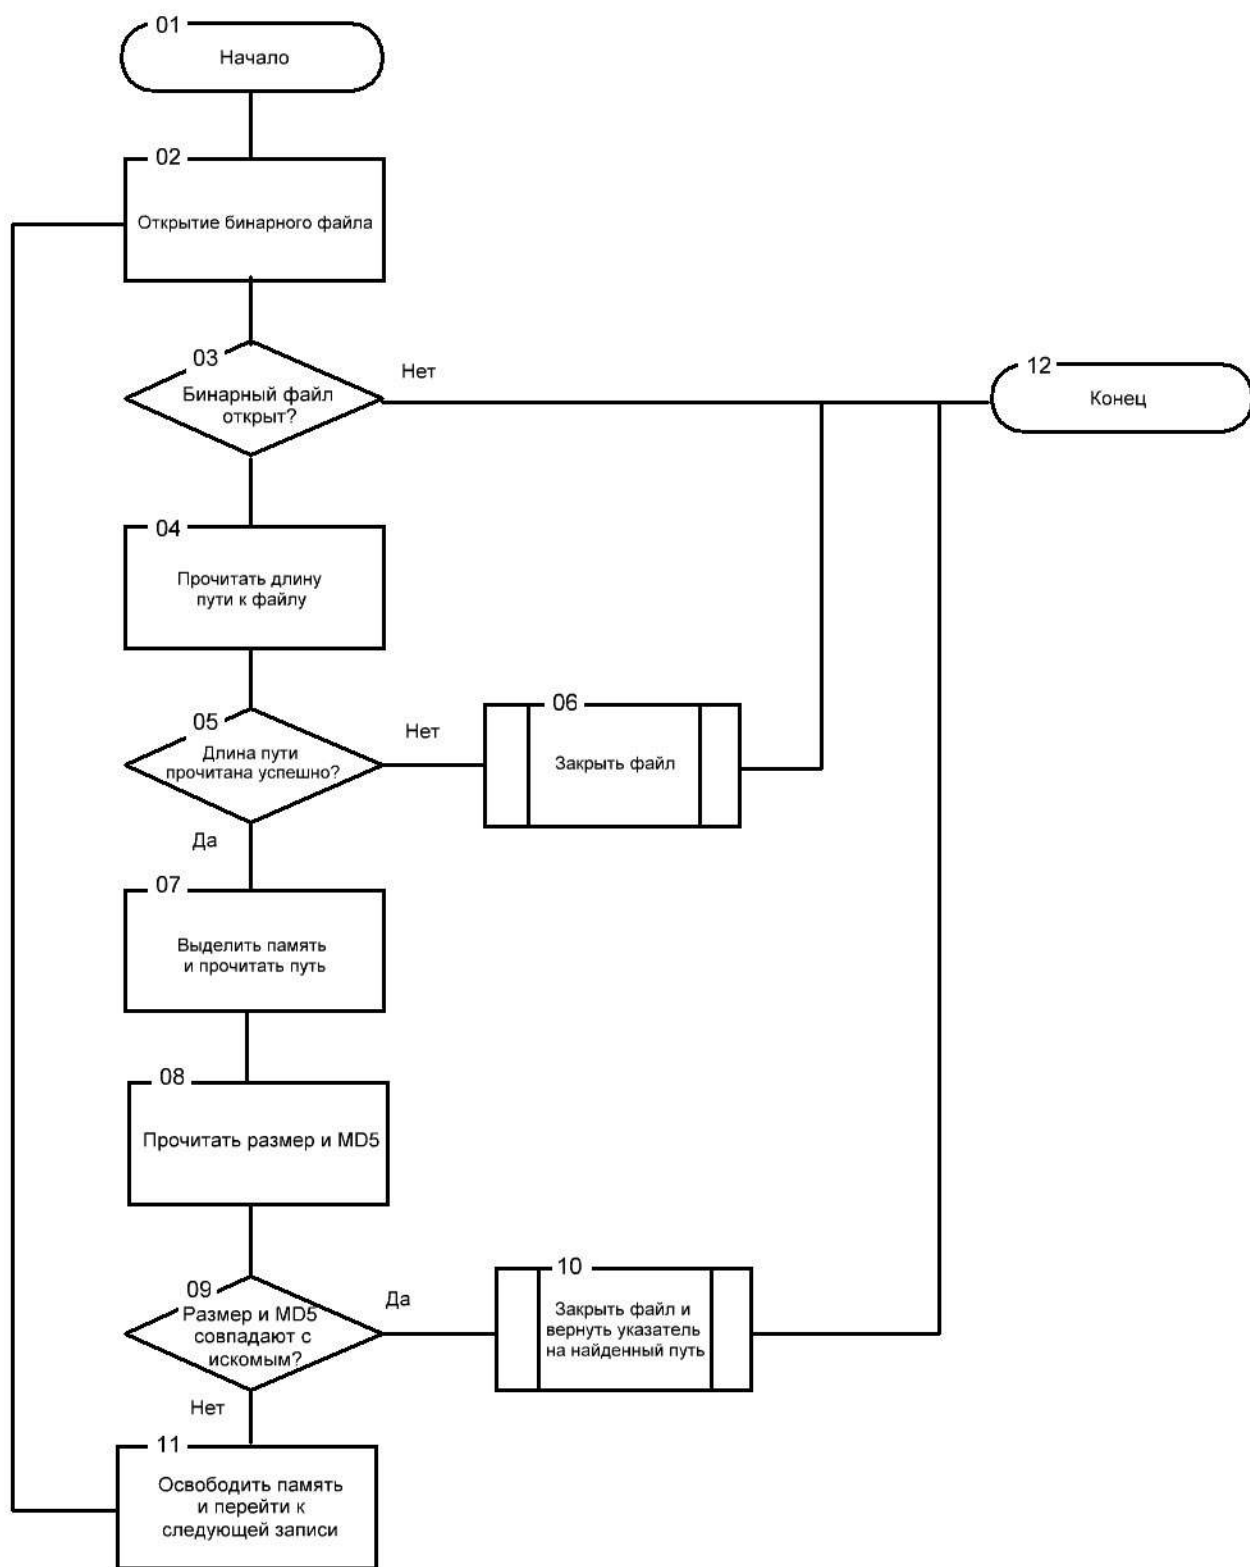 01
Начало
02
Открытие бинарного файла
03
Бинарный файл
открыт?
Нет
12
Конец
04
Прочитать длину
пути к файлу
05
Длина пути
прочитана успешно?
Нет
06
Закрыть файл
Да
07
Выделить память
и прочитать путь
08
Прочитать размер и MD5
09
Размер и MD5
совпадают с
искомым?
Да
10
Закрыть файл и
вернуть указатель
на найденный путь
Нет
11
Освободить память
и перейти к
следующей записи